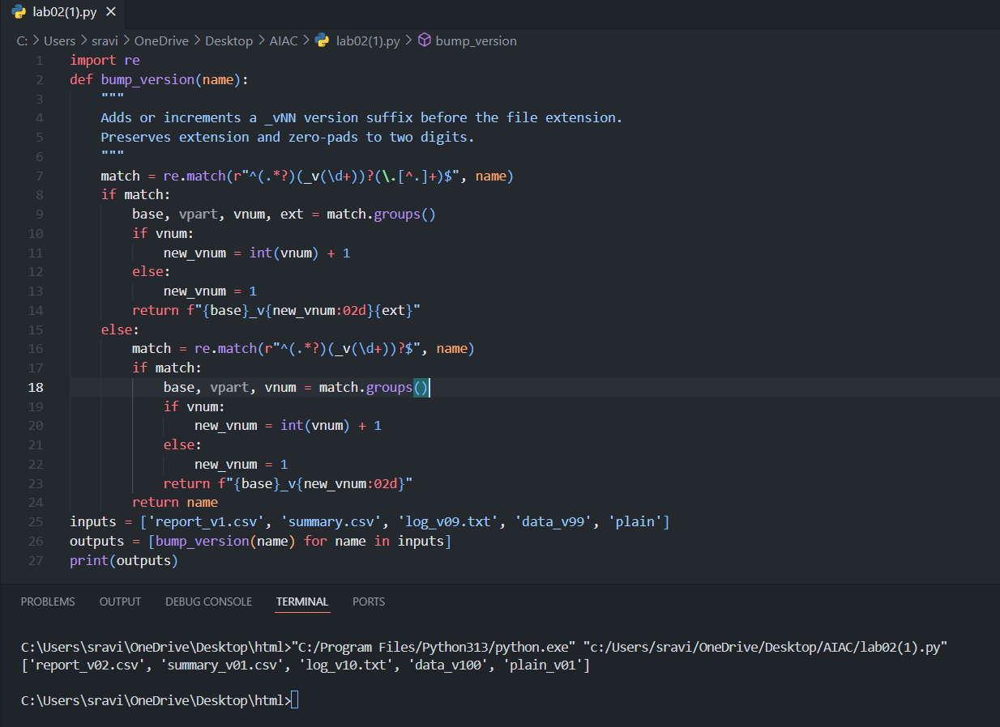 lab02(1).py ×
C: > Users > sravi > OneDrive > Desktop > AIAC > lab02(1).py > bump_version
1 import re
2 def bump_version(name):
3     """
4     Adds or increments a _vNN version suffix before the file extension.
5     Preserves extension and zero-pads to two digits.
6     """
7     match = re.match(r"^(.*?)(_v(\d+))?(\.[^.]+)$", name)
8     if match:
9         base, vpart, vnum, ext = match.groups()
10         if vnum:
11             new_vnum = int(vnum) + 1
12         else:
13             new_vnum = 1
14         return f"{base}_v{new_vnum:02d}{ext}"
15     else:
16         match = re.match(r"^(.*?)(_v(\d+))?$", name)
17         if match:
18             base, vpart, vnum = match.groups()
19             if vnum:
20                 new_vnum = int(vnum) + 1
21             else:
22                 new_vnum = 1
23             return f"{base}_v{new_vnum:02d}"
24         return name
25 inputs = ['report_v1.csv', 'summary.csv', 'log_v09.txt', 'data_v99', 'plain']
26 outputs = [bump_version(name) for name in inputs]
27 print(outputs)
PROBLEMS OUTPUT DEBUG CONSOLE TERMINAL PORTS
C:\Users\sravi\OneDrive\Desktop\html>"C:/Program Files/Python313/python.exe" "c:/Users/sravi/OneDrive/Desktop/AIAC/lab02(1).py"
['report_v02.csv', 'summary_v01.csv', 'log_v10.txt', 'data_v100', 'plain_v01']
C:\Users\sravi\OneDrive\Desktop\html>